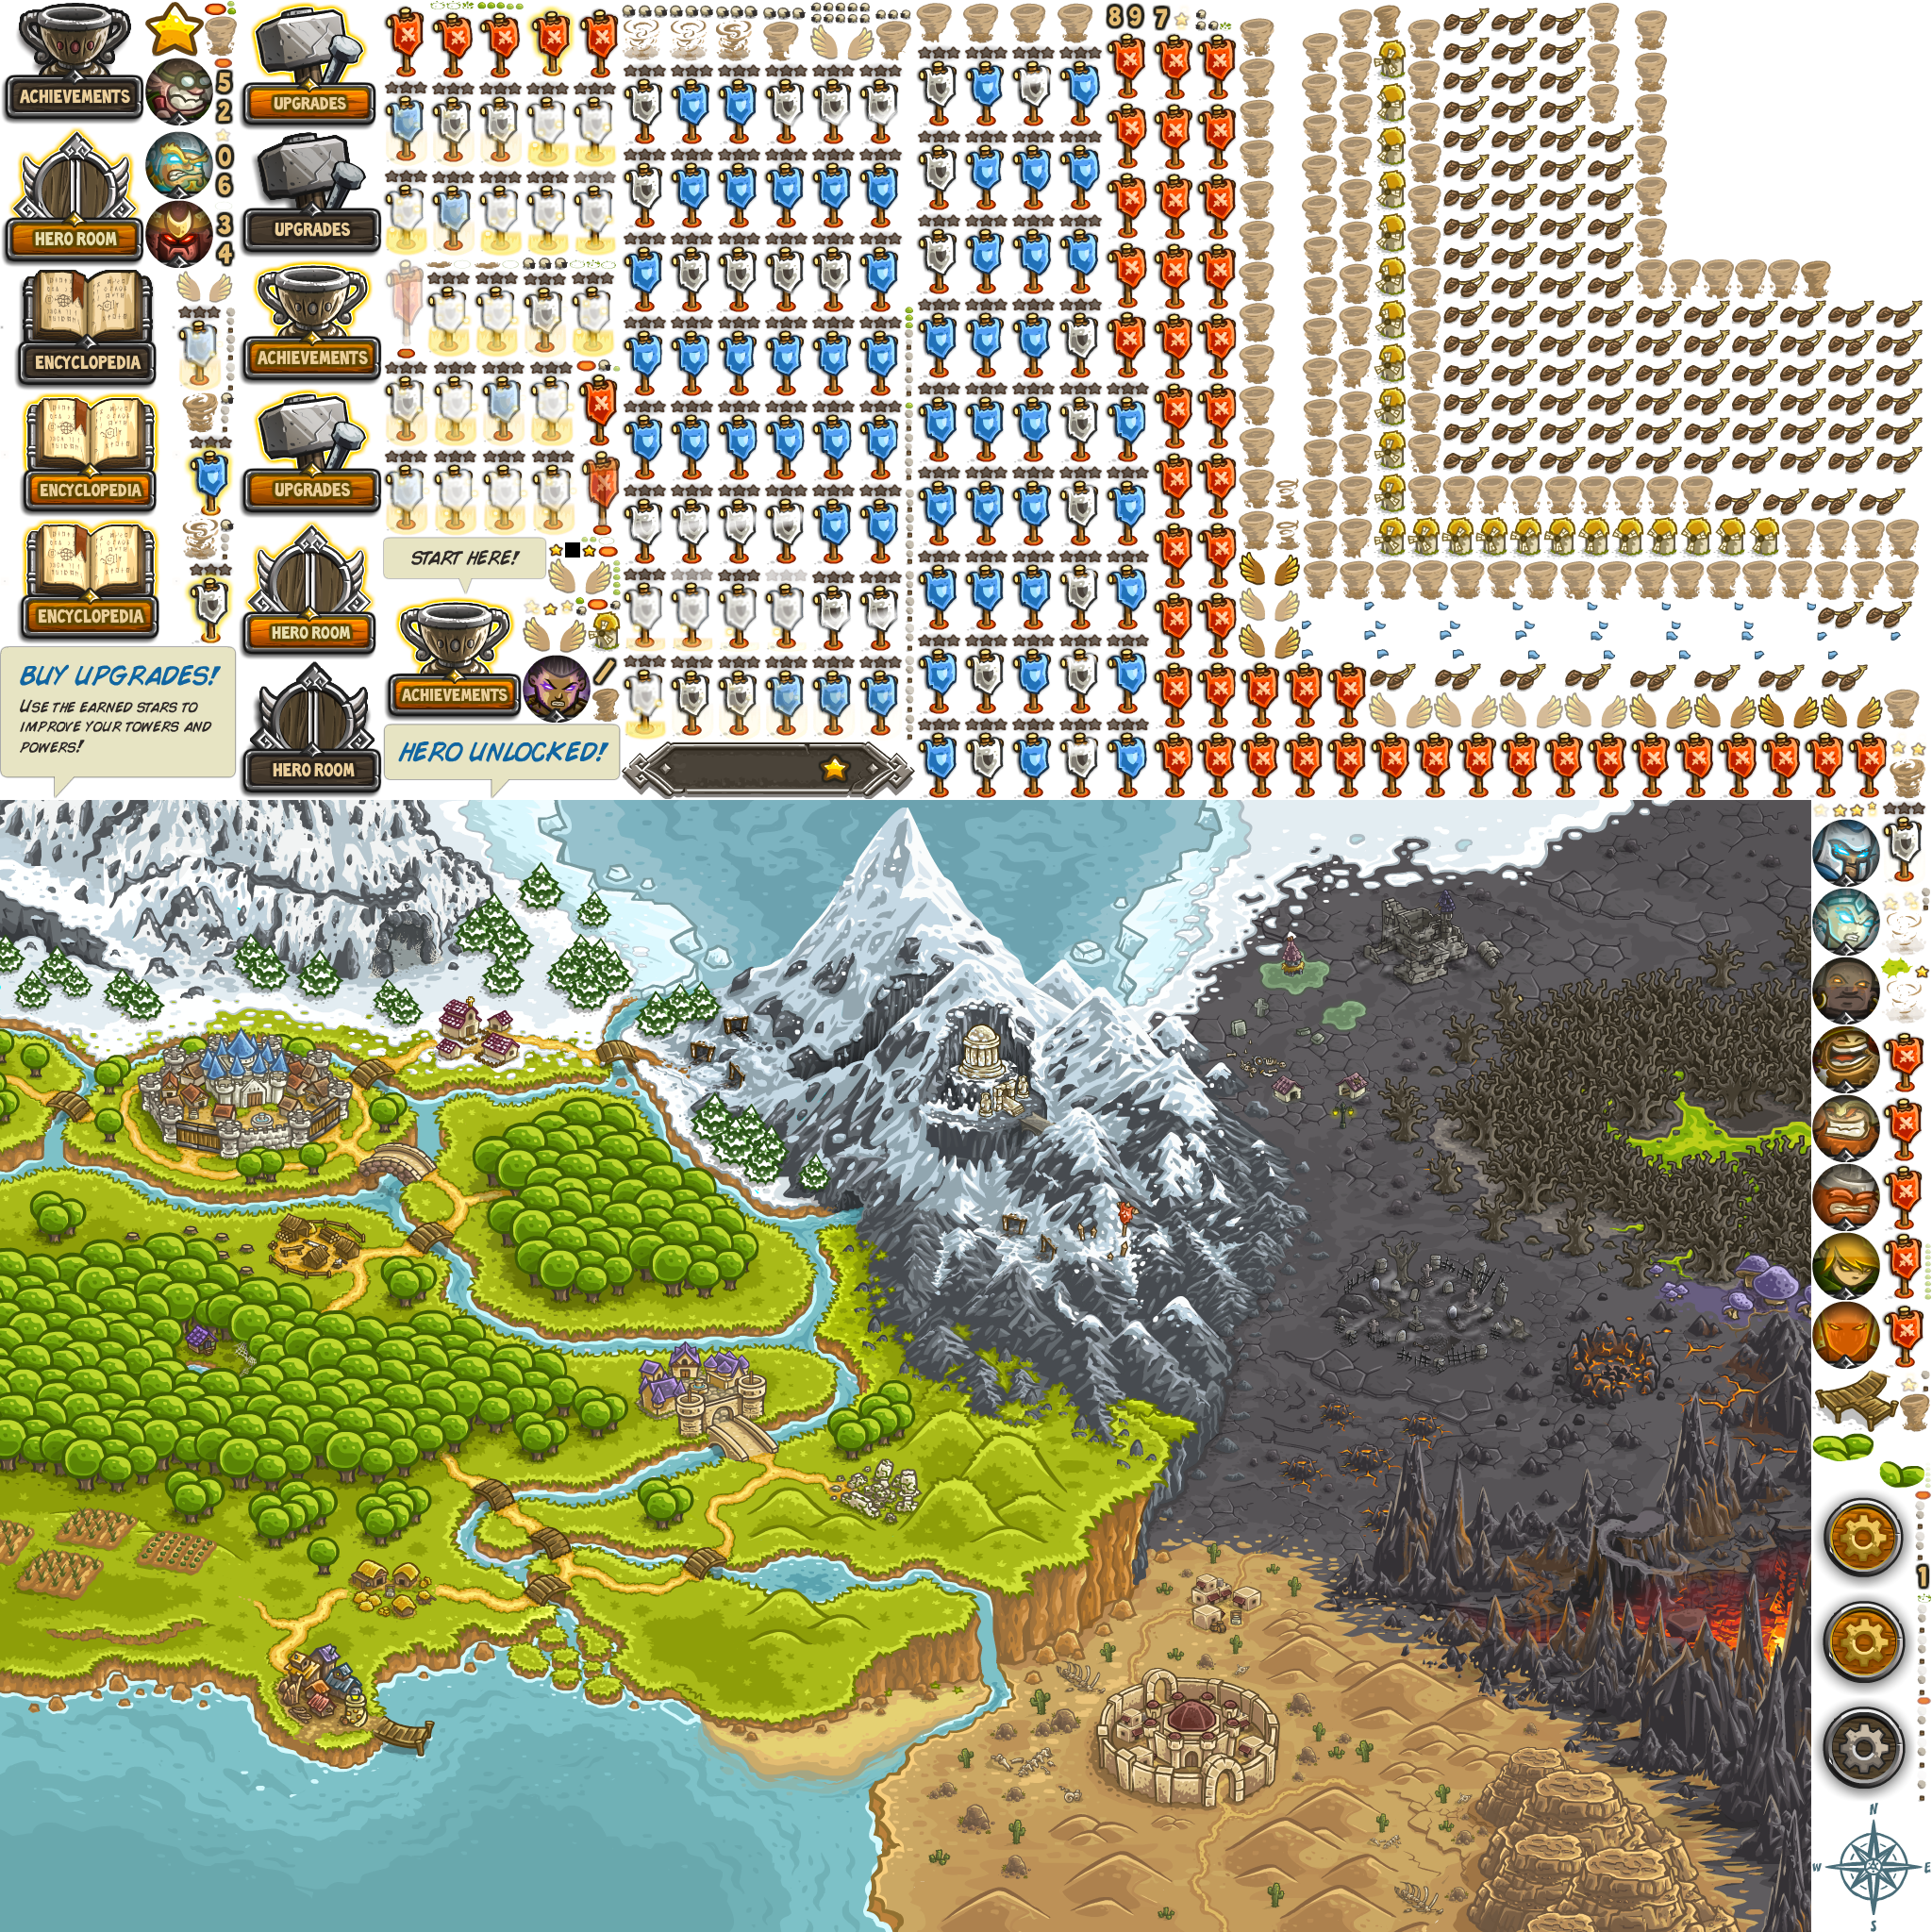 ACHIEVEMENTS
5
2
UPGRADES
8 9 7
0
6
HERO ROOM
3
4
UPGRADES
ENCYCLOPEDIA
ACHIEVEMENTS
ENCYCLOPEDIA
UPGRADES
START HERE!
ENCYCLOPEDIA
HERO ROOM
BUY UPGRADES!
USE THE EARNED STARS TO
IMPROVE YOUR TOWERS AND
POWERS!
ACHIEVEMENTS
HERO UNLOCKED!
HERO ROOM
1
N
W E
S